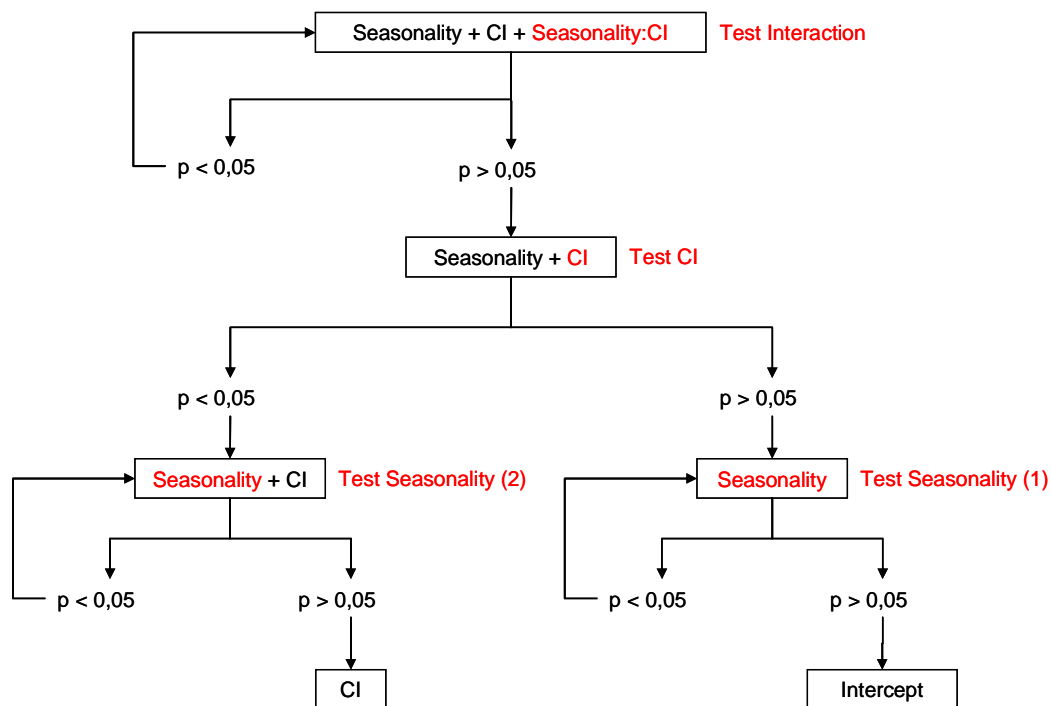 Seasonality + CI + Seasonality:CI Test Interaction
p < 0,05
p > 0,05
Seasonality + CI Test CI
p < 0,05
p > 0,05
Seasonality + CI Test Seasonality (2)
Seasonality Test Seasonality (1)
p < 0,05
p > 0,05
p < 0,05
p > 0,05
CI
Intercept